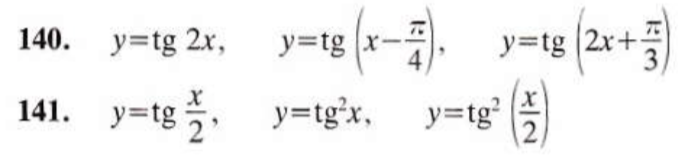 140. y=tg 2x, y=tg (x-π/4), y=tg (2x+π/3)
141. y=tg x/2, y=tg²x, y=tg² (x/2)